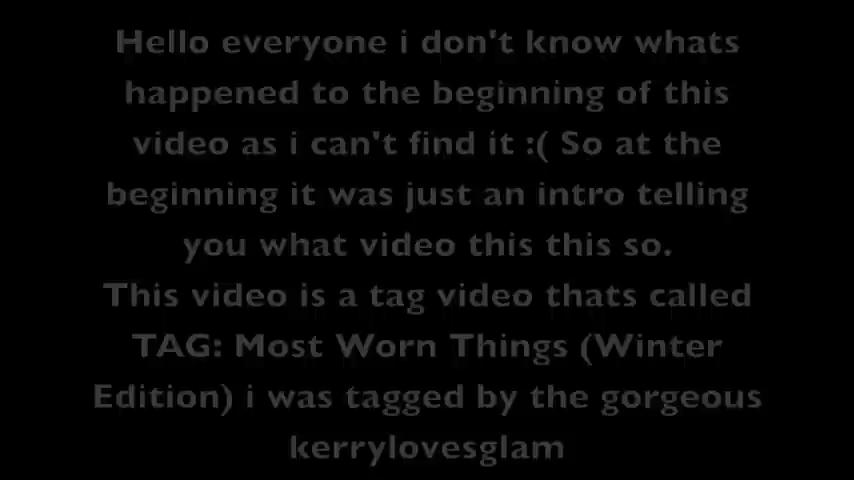 Hello everyone i don't know whats
happened to the beginning of this
video as i can't find it :( So at the
beginning it was just an intro telling
you what video this this so.
This video is a tag video thats called
TAG: Most Worn Things (Winter
Edition) i was tagged by the gorgeous
kerrylovesglam